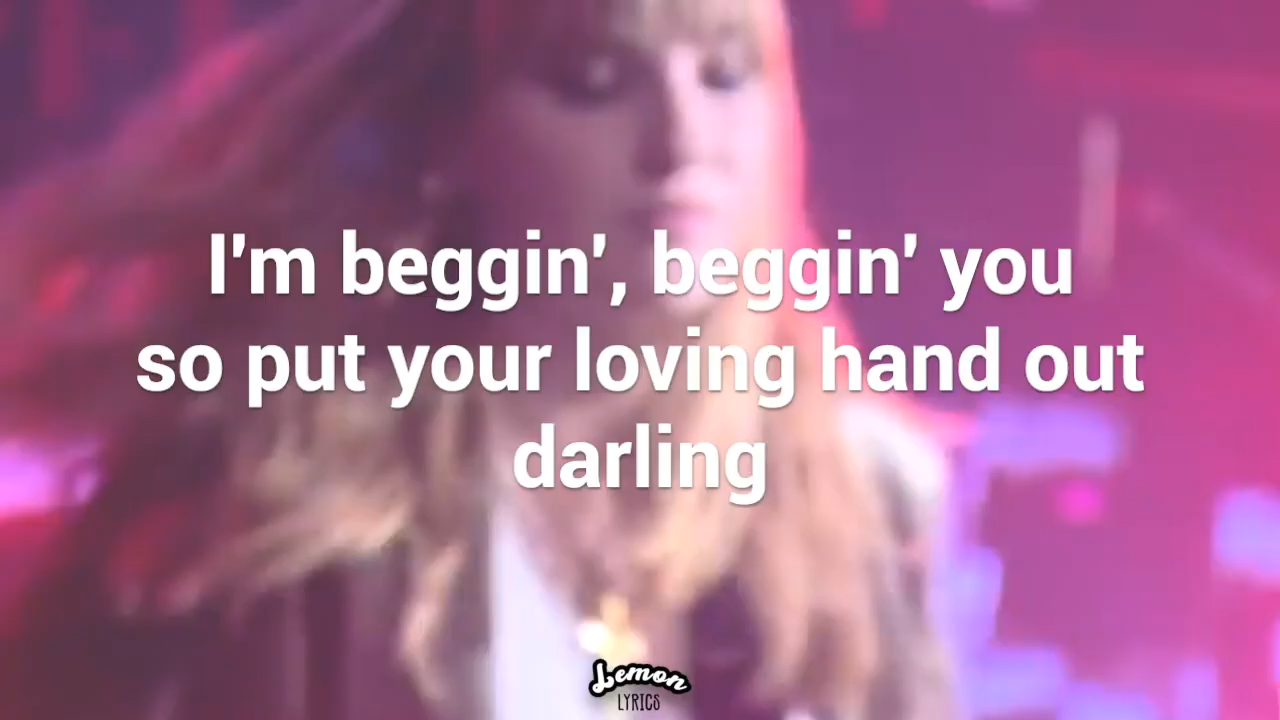 I'm beggin', beggin' you
so put your loving hand out
darling
Lemon
LYRICS